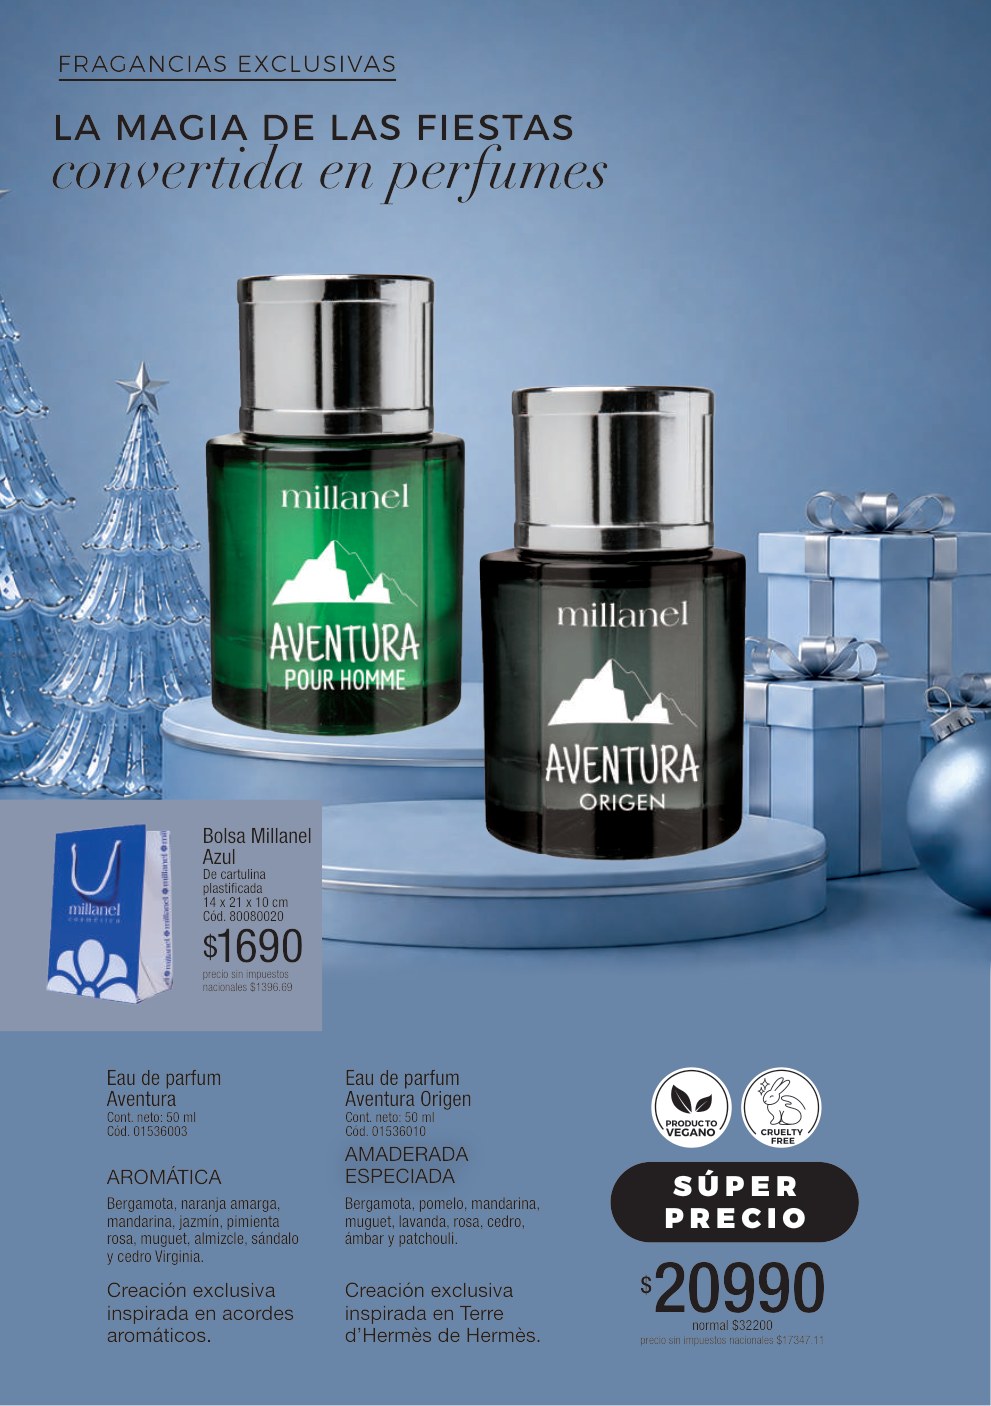 FRAGANCIAS EXCLUSIVAS
LA MAGIA DE LAS FIESTAS
convertida en perfumes
millanel
AVENTURA
POUR HOMME
millanel
AVENTURA
ORIGEN
millanel
cosmética
millanel millanel millanel
Bolsa Millanel
Azul
De cartulina
plastificada
14 x 21 x 10 cm
Cód. 80080020
$1690
precio sin impuestos
nacionales $1396.69
Eau de parfum
Aventura
Cont. neto: 50 ml
Cód. 01536003
AROMÁTICA
Bergamota, naranja amarga,
mandarina, jazmín, pimienta
rosa, muguet, almizcle, sándalo
y cedro Virginia.
Creación exclusiva
inspirada en acordes
aromáticos.
Eau de parfum
Aventura Origen
Cont. neto: 50 ml
Cód. 01536010
AMADERADA
ESPECIADA
Bergamota, pomelo, mandarina,
muguet, lavanda, rosa, cedro,
ámbar y patchoulí.
Creación exclusiva
inspirada en Terre
d’Hermès de Hermès.
PRODUCTO
VEGANO
CRUELTY
FREE
SÚPER
PRECIO
$20990
normal $32200
precio sin impuestos nacionales $17347.11